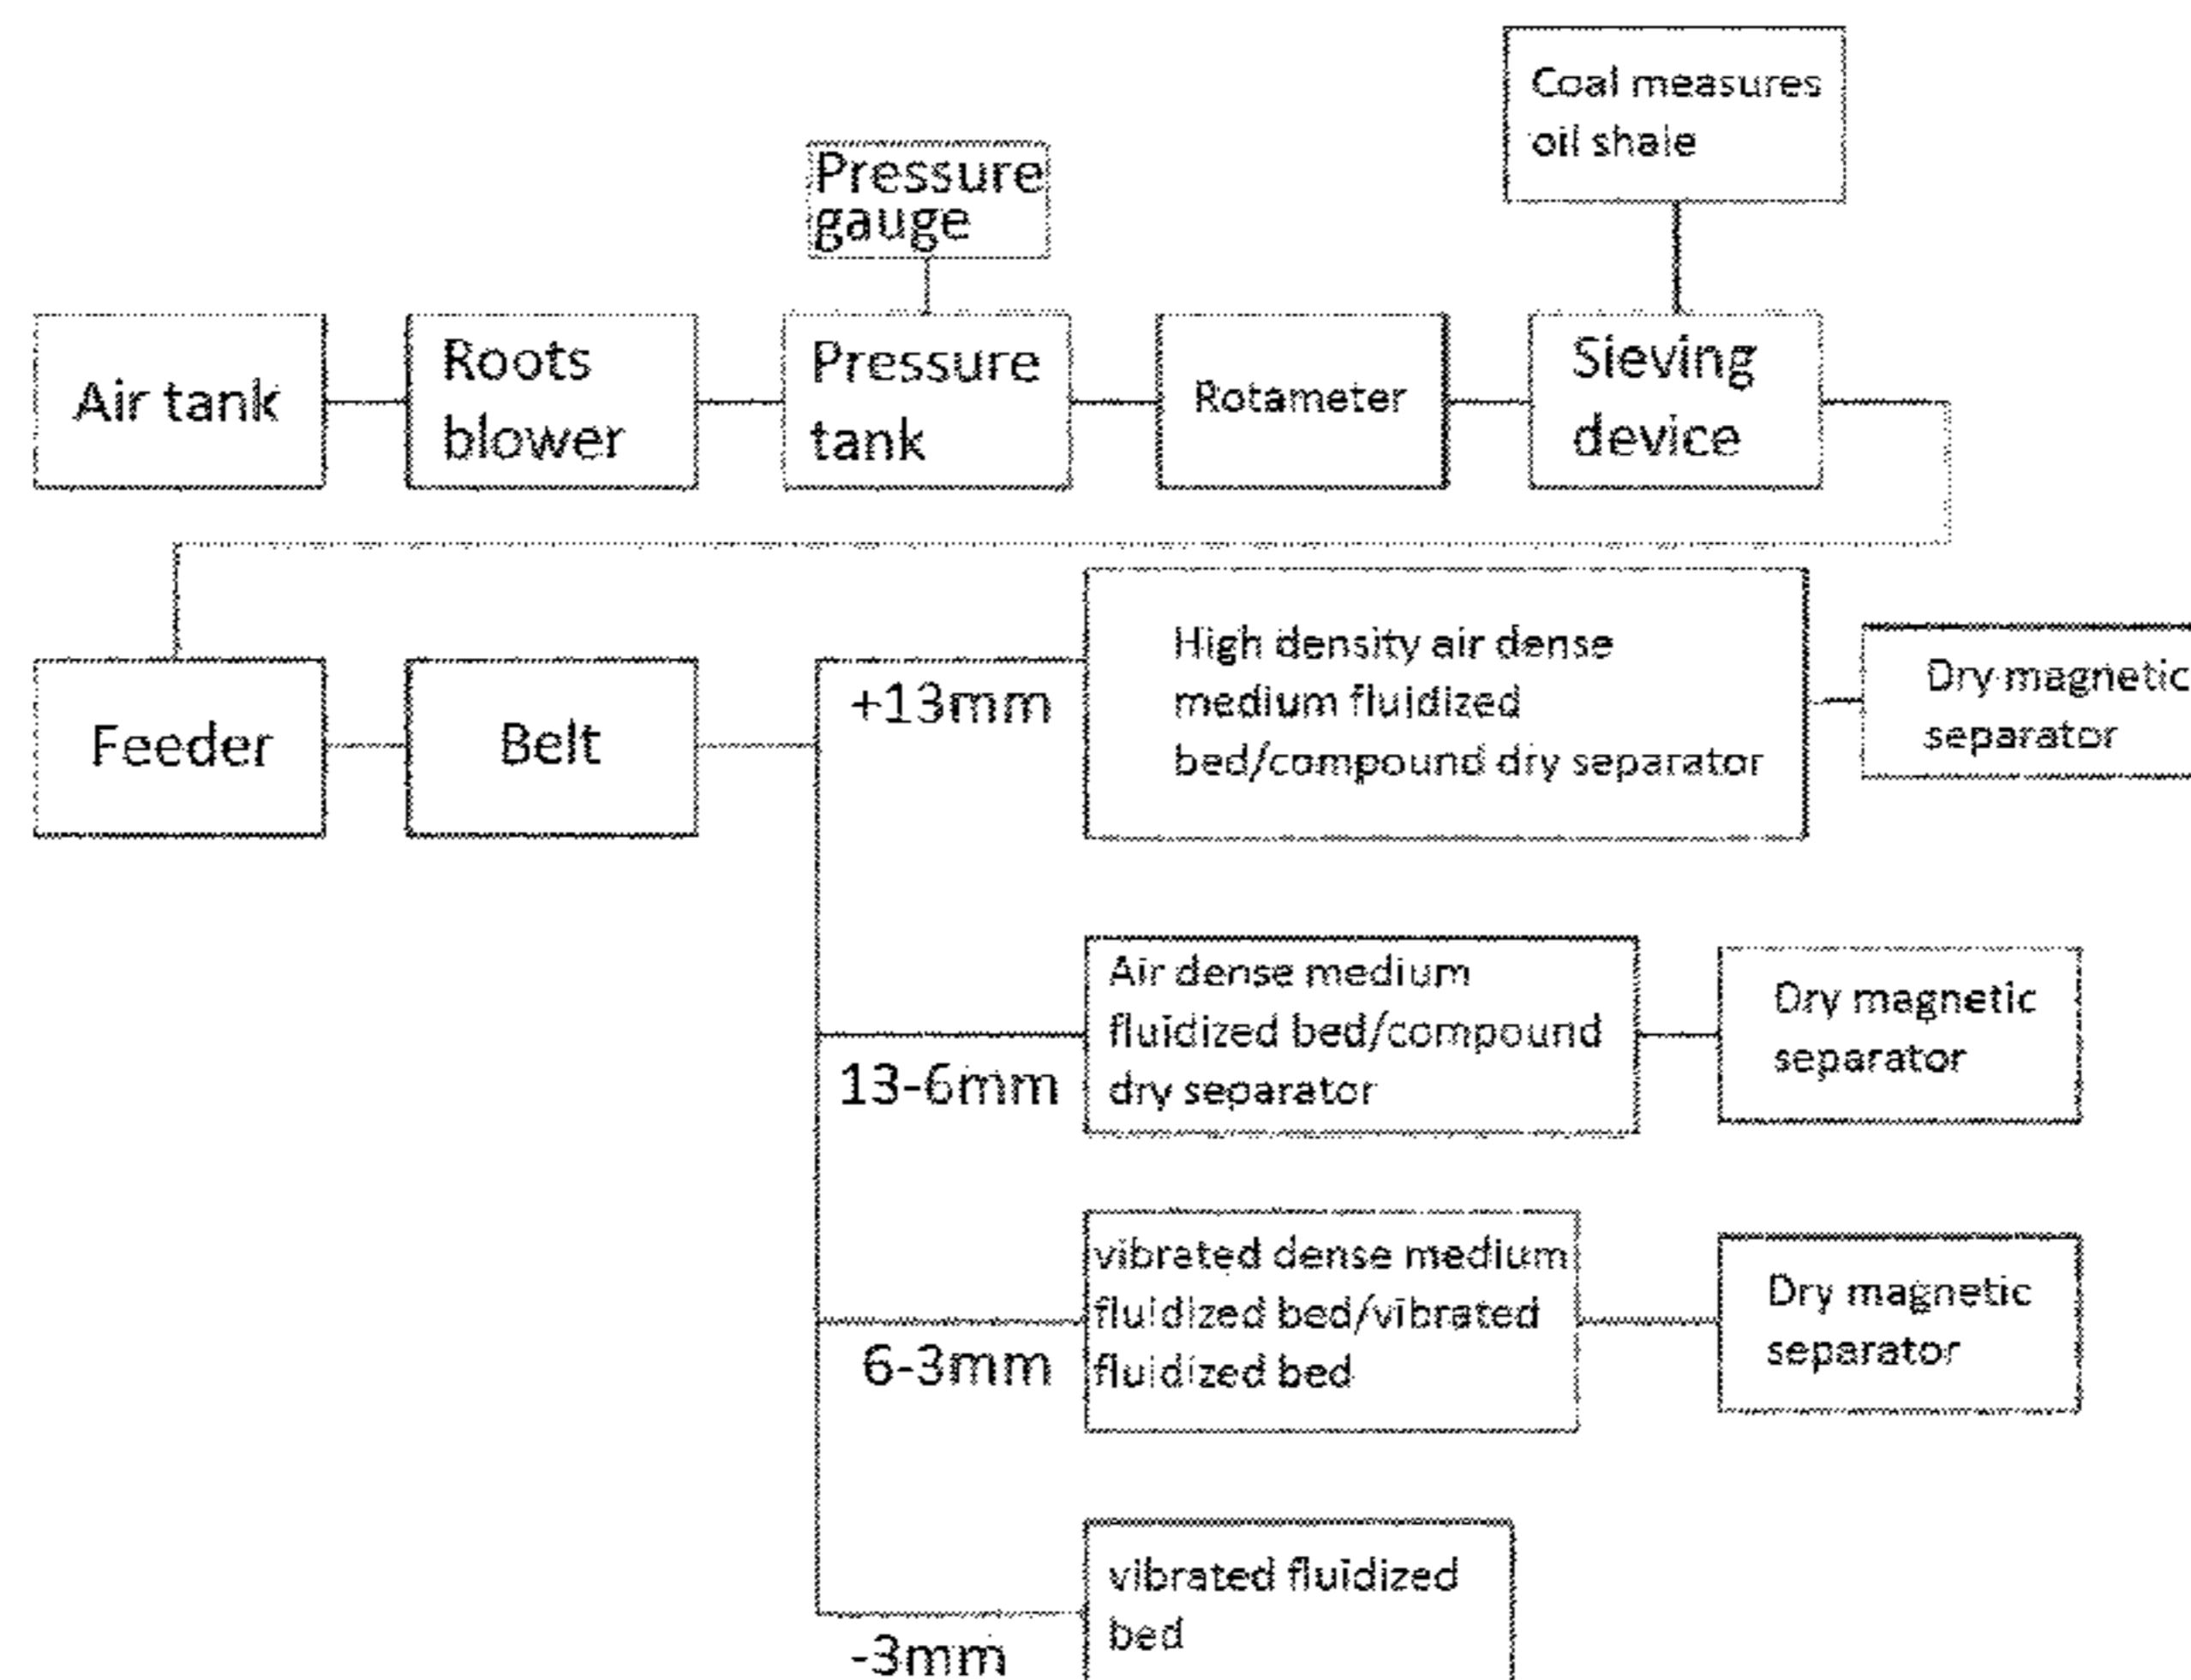 Coal measures
oil shale
Pressure
gauge
Air tank
Roots
blower
Pressure
tank
Rotameter
Sieving
device
Feeder
Belt
+13mm
High density air dense
medium fluidized
bed/compound dry separator
Dry magnetic
separator
13-6mm
Air dense medium
fluidized bed/compound
dry separator
Dry magnetic
separator
6-3mm
vibrated dense medium
fluidized bed/vibrated
fluidized bed
Dry magnetic
separator
-3mm
vibrated fluidized
bed